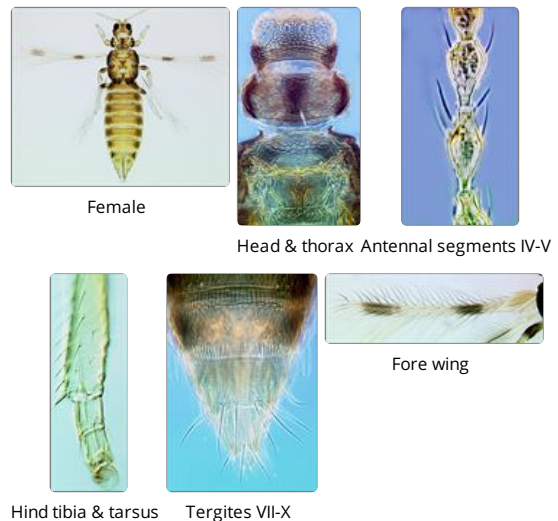 Female
Head & thorax
Antennal segments IV-V
Fore wing
Hind tibia & tarsus
Tergites VII-X